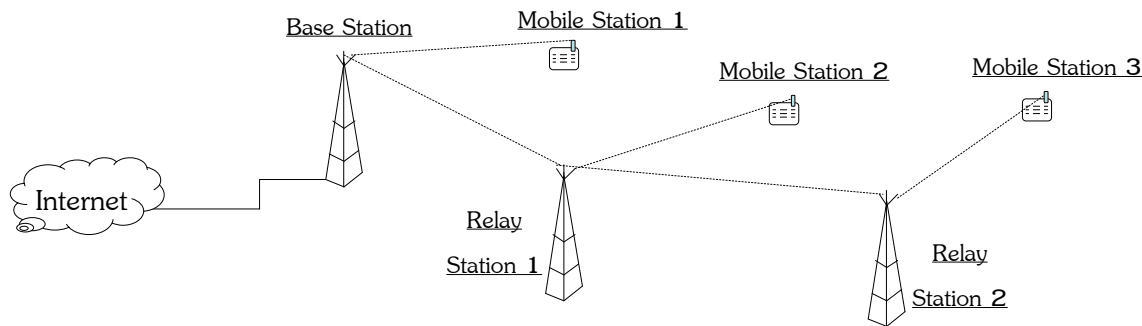 Base Station
Mobile Station 1
Mobile Station 2
Mobile Station 3
Internet
Relay
Station 1
Relay
Station 2